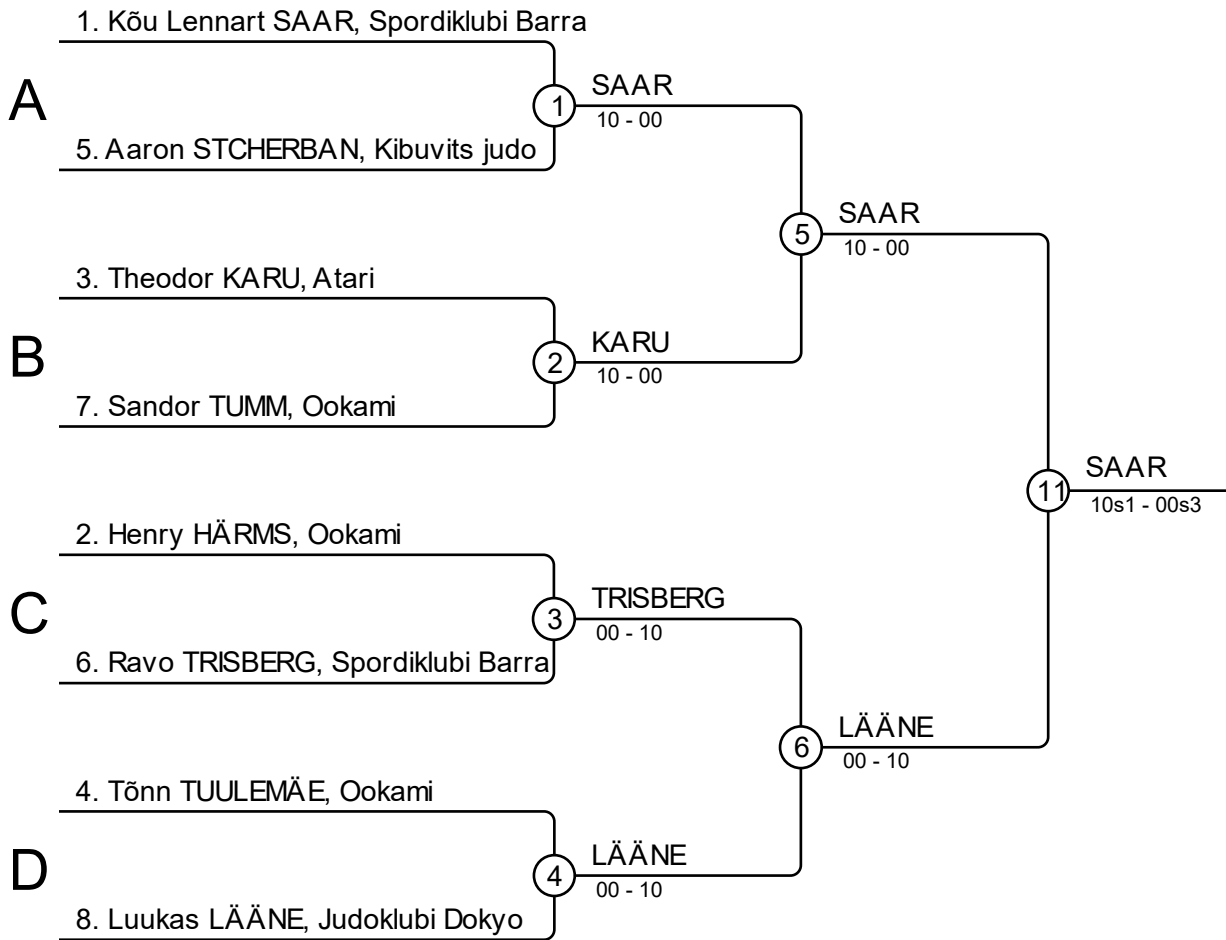 1. Kõu Lennart SAAR, Spordiklubi Barra
A
1
SAAR
10 - 00
5. Aaron STCHERBAN, Kibuvits judo
5
SAAR
10 - 00
3. Theodor KARU, Atari
B
2
KARU
10 - 00
7. Sandor TUMM, Ookami
11
SAAR
10s1 - 00s3
2. Henry HÄRMS, Ookami
C
3
TRISBERG
00 - 10
6. Ravo TRISBERG, Spordiklubi Barra
6
LÄÄNE
00 - 10
4. Tõnn TUULEMÄE, Ookami
D
4
LÄÄNE
00 - 10
8. Luukas LÄÄNE, Judoklubi Dokyo